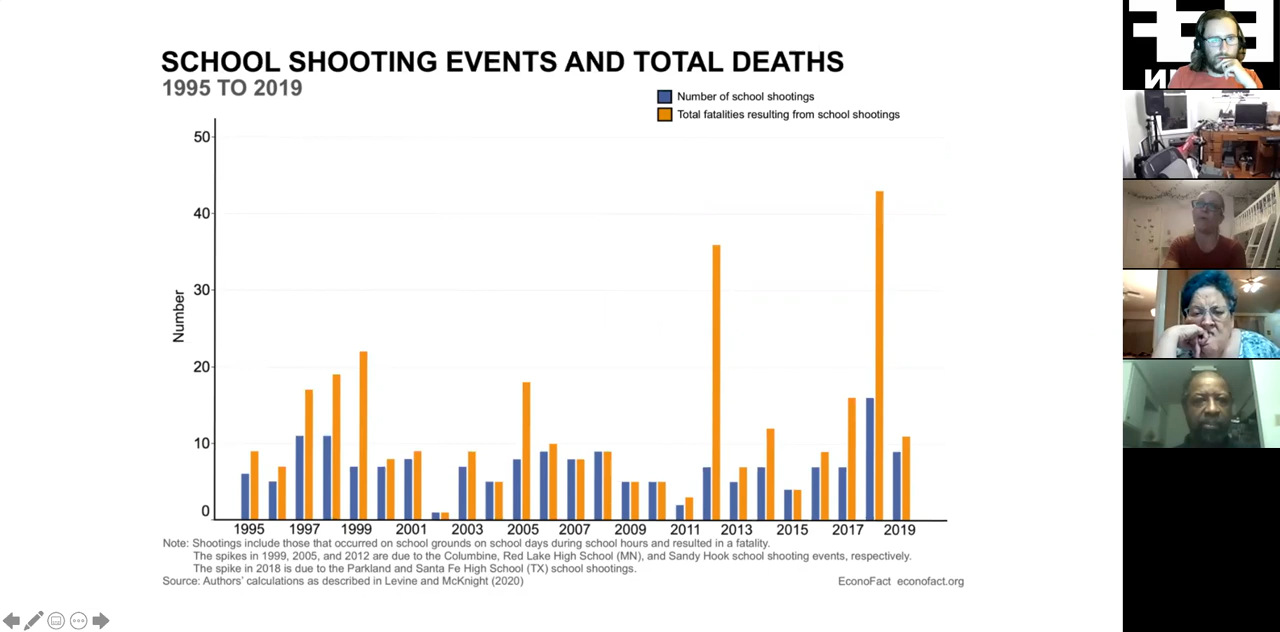 SCHOOL SHOOTING EVENTS AND TOTAL DEATHS
1995 TO 2019
Number of school shootings
Total fatalities resulting from school shootings
50
40
30
20
10
0
Number
1995 1997 1999 2001 2003 2005 2007 2009 2011 2013 2015 2017 2019
Note: Shootings include those that occurred on school grounds on school days during school hours and resulted in a fatality.
The spikes in 1999, 2005, and 2012 are due to the Columbine, Red Lake High School (MN), and Sandy Hook school shooting events, respectively.
The spike in 2018 is due to the Parkland and Santa Fe High School (TX) school shootings.
Source: Authors' calculations as described in Levine and McKnight (2020)
EconoFact econofact.org